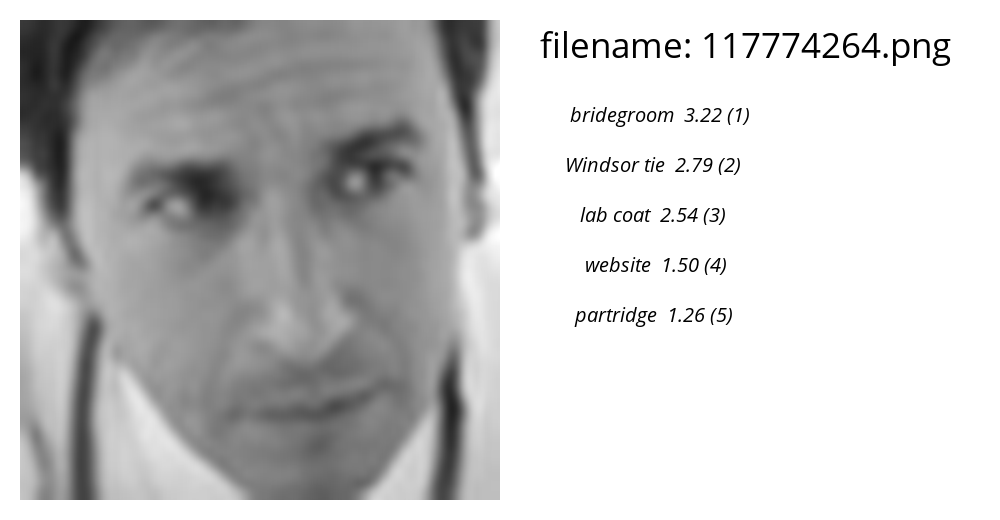 filename: 117774264.png
bridegroom 3.22 (1)
Windsor tie 2.79 (2)
lab coat 2.54 (3)
website 1.50 (4)
partridge 1.26 (5)